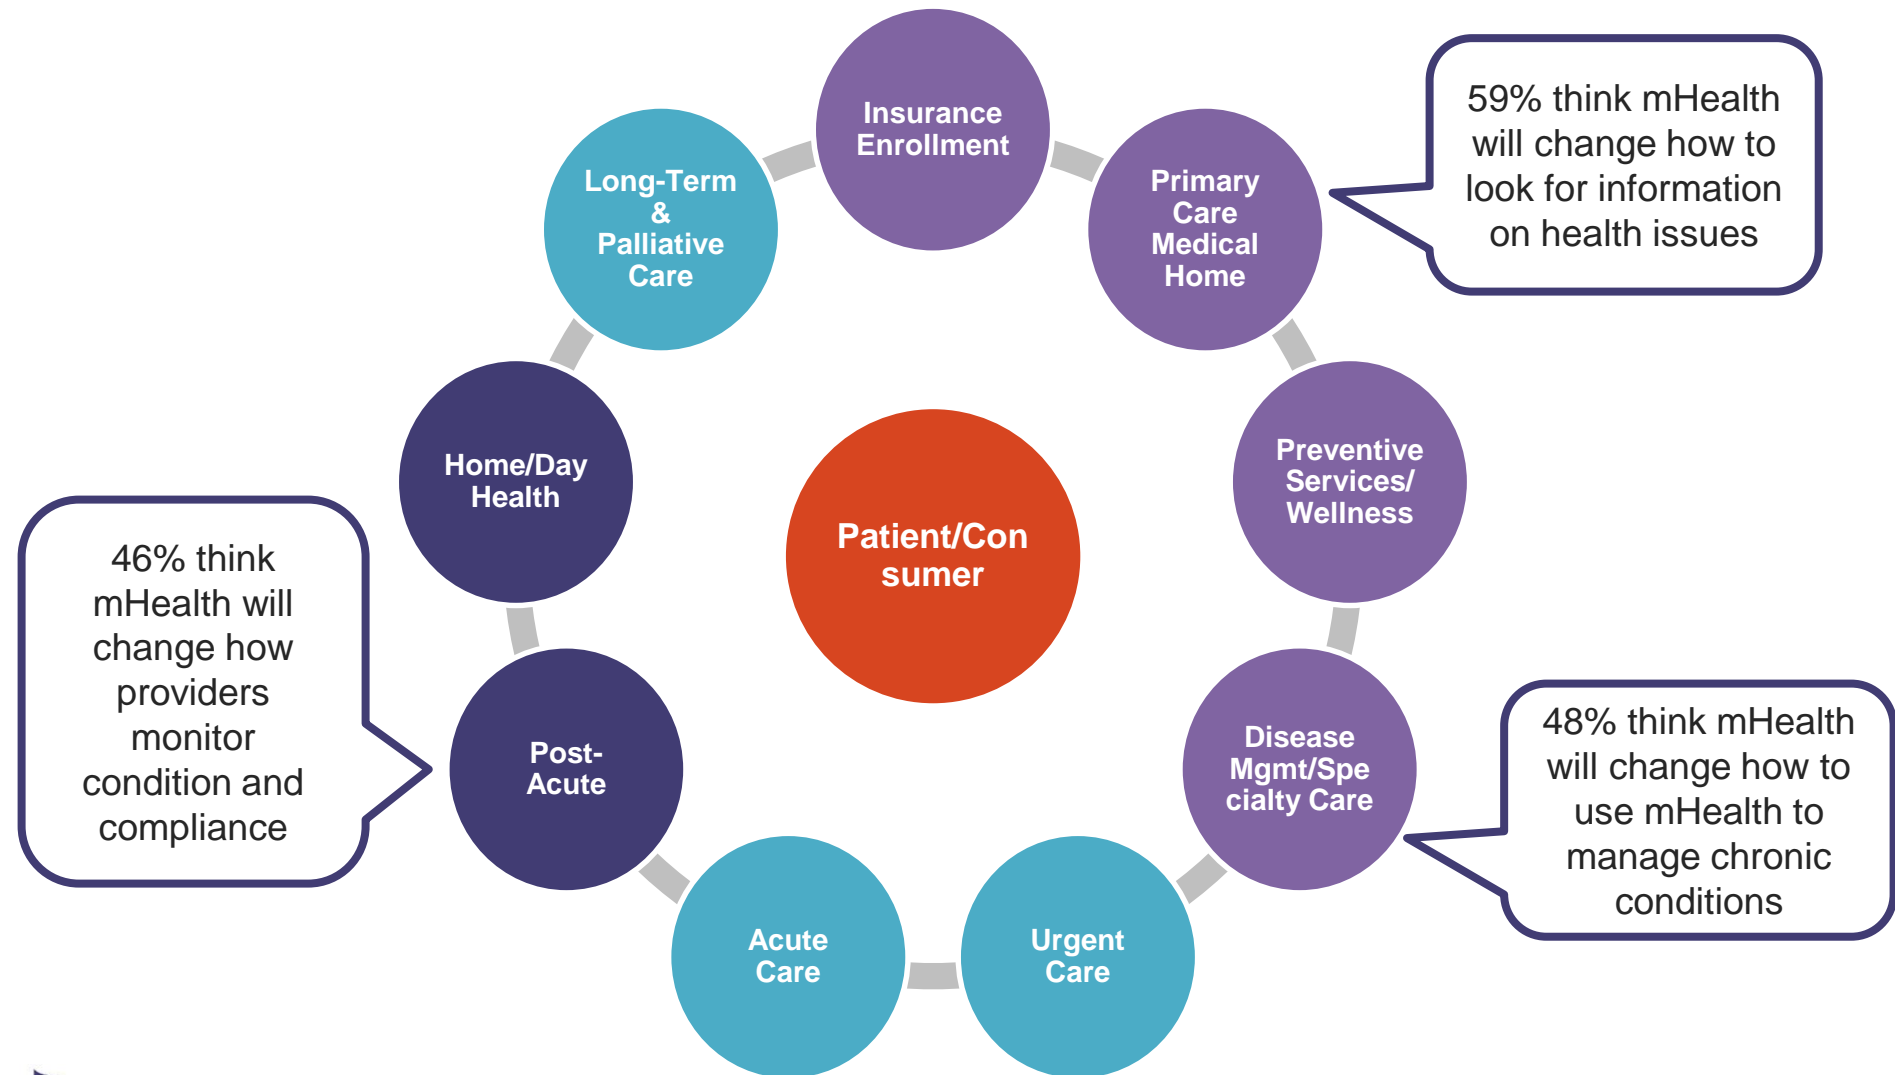 Insurance
Enrollment
59% think mHealth
will change how to
look for information
on health issues
Long-Term
&
Palliative
Care
Primary
Care
Medical
Home
Home/Day
Health
Preventive
Services/
Wellness
Patient/Con
sumer
46% think
mHealth will
change how
providers
monitor
condition and
compliance
Post-
Acute
Disease
Mgmt/Spe
cialty Care
48% think mHealth
will change how to
use mHealth to
manage chronic
conditions
Acute
Care
Urgent
Care